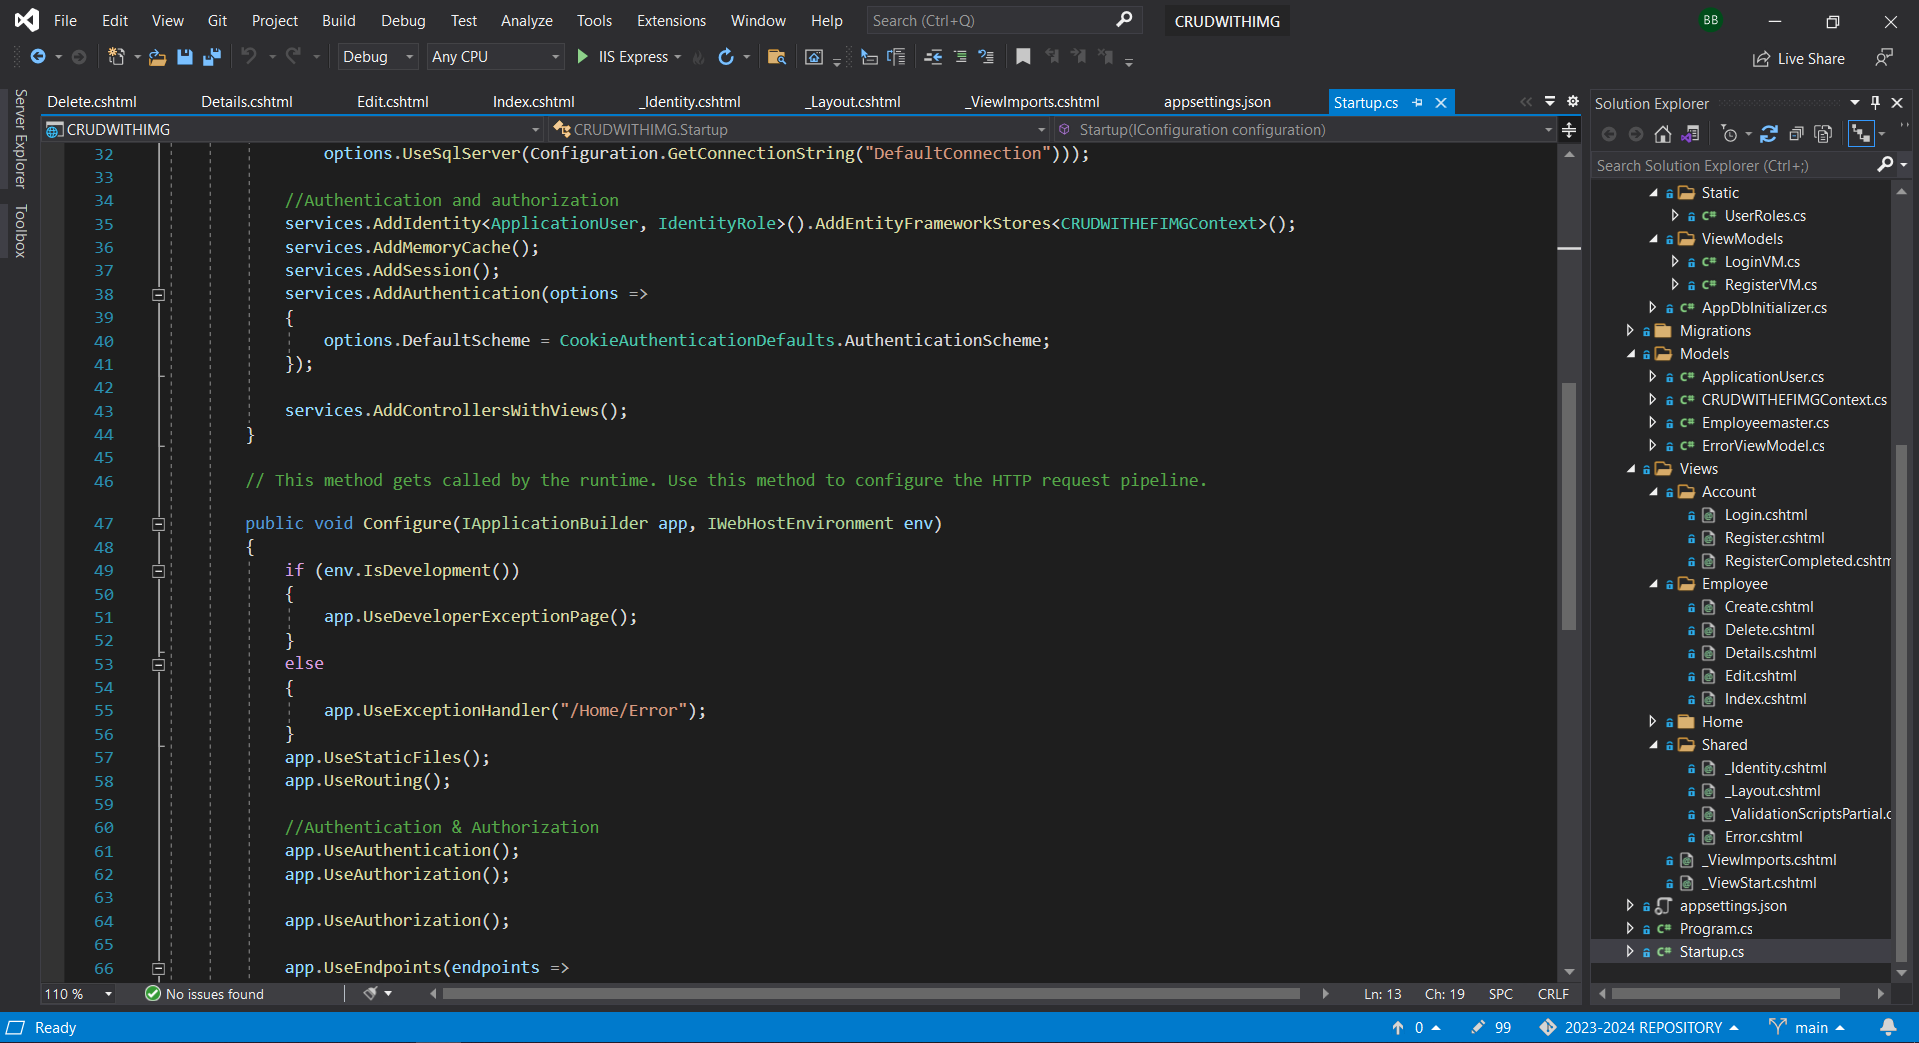 File Edit View Git Project Build Debug Test Analyze Tools Extensions Window Help Search (Ctrl+Q) CRUDWITHIMG BB
Debug Any CPU IIS Express Live Share
Server Explorer
Toolbox
Delete.cshtml Details.cshtml Edit.cshtml Index.cshtml _Identity.cshtml _Layout.cshtml _ViewImports.cshtml appsettings.json Startup.cs
CRUDWITHIMG CRUDWITHIMG.Startup Startup(IConfiguration configuration)
32 options.UseSqlServer(Configuration.GetConnectionString("DefaultConnection")));
33
34 //Authentication and authorization
35 services.AddIdentity<ApplicationUser, IdentityRole>().AddEntityFrameworkStores<CRUDWITHEFIMGContext>();
36 services.AddMemoryCache();
37 services.AddSession();
38 services.AddAuthentication(options =>
39 {
40 options.DefaultScheme = CookieAuthenticationDefaults.AuthenticationScheme;
41 });
42
43 services.AddControllersWithViews();
44 }
45
46 // This method gets called by the runtime. Use this method to configure the HTTP request pipeline.
47 public void Configure(IApplicationBuilder app, IWebHostEnvironment env)
48 {
49 if (env.IsDevelopment())
50 {
51 app.UseDeveloperExceptionPage();
52 }
53 else
54 {
55 app.UseExceptionHandler("/Home/Error");
56 }
57 app.UseStaticFiles();
58 app.UseRouting();
59
60 //Authentication & Authorization
61 app.UseAuthentication();
62 app.UseAuthorization();
63
64 app.UseAuthorization();
65
66 app.UseEndpoints(endpoints =>
110 % No issues found Ln: 13 Ch: 19 SPC CRLF
Solution Explorer
Search Solution Explorer (Ctrl+;)
Static
C# UserRoles.cs
ViewModels
C# LoginVM.cs
C# RegisterVM.cs
C# AppDbInitializer.cs
Migrations
Models
C# ApplicationUser.cs
C# CRUDWITHEFIMGContext.cs
C# Employeemaster.cs
C# ErrorViewModel.cs
Views
Account
Login.cshtml
Register.cshtml
RegisterCompleted.cshtm
Employee
Create.cshtml
Delete.cshtml
Details.cshtml
Edit.cshtml
Index.cshtml
Home
Shared
_Identity.cshtml
_Layout.cshtml
_ValidationScriptsPartial.c
Error.cshtml
_ViewImports.cshtml
_ViewStart.cshtml
appsettings.json
C# Program.cs
C# Startup.cs
Ready 0 99 2023-2024 REPOSITORY main